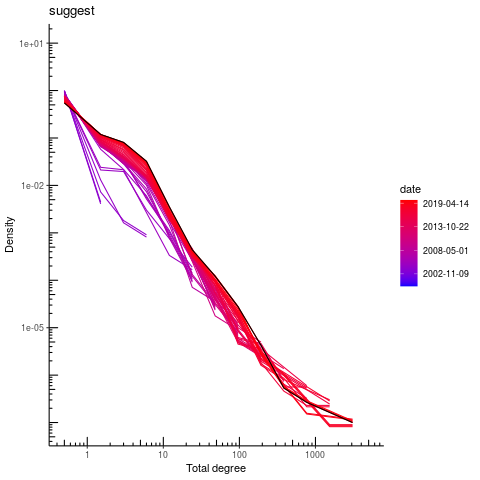 suggest
1e+01
1e-02
1e-05
Density
1
10
100
1000
Total degree
date
2019-04-14
2013-10-22
2008-05-01
2002-11-09